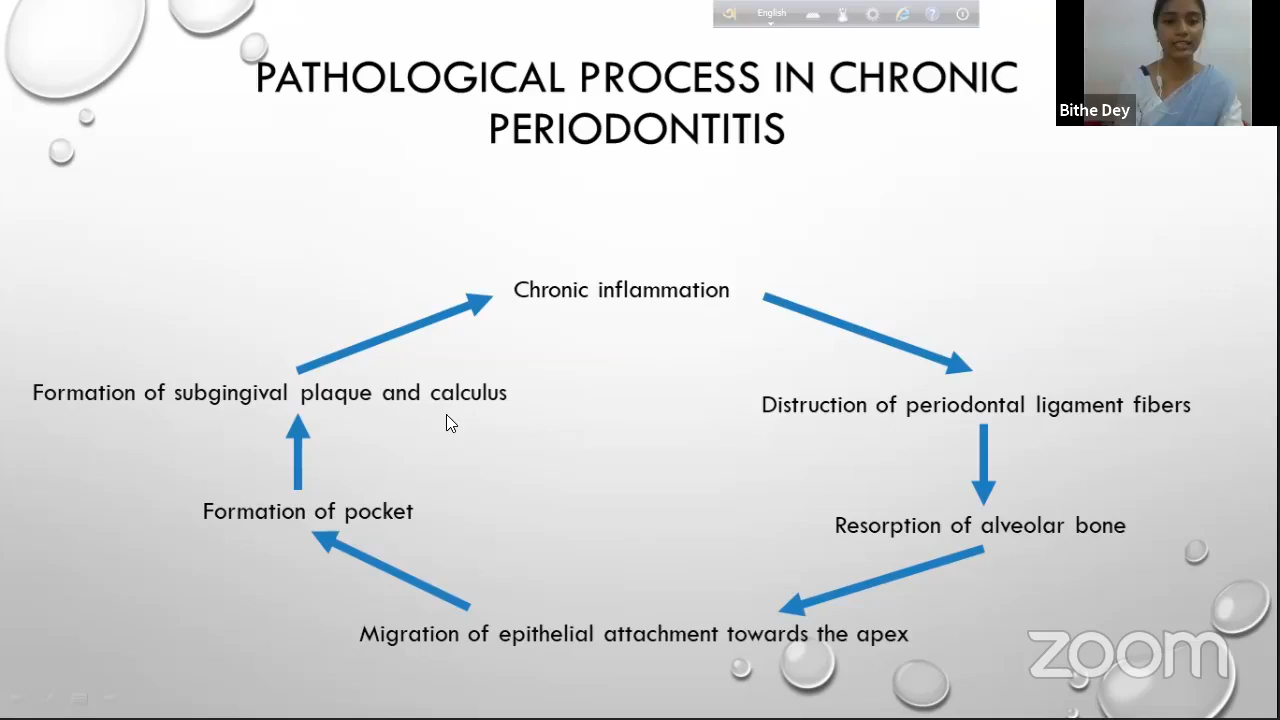 English
PATHOLOGICAL PROCESS IN CHRONIC
PERIODONTITIS
Bithe Dey
Chronic inflammation
Formation of subgingival plaque and calculus
Distruction of periodontal ligament fibers
Formation of pocket
Resorption of alveolar bone
Migration of epithelial attachment towards the apex
zoom